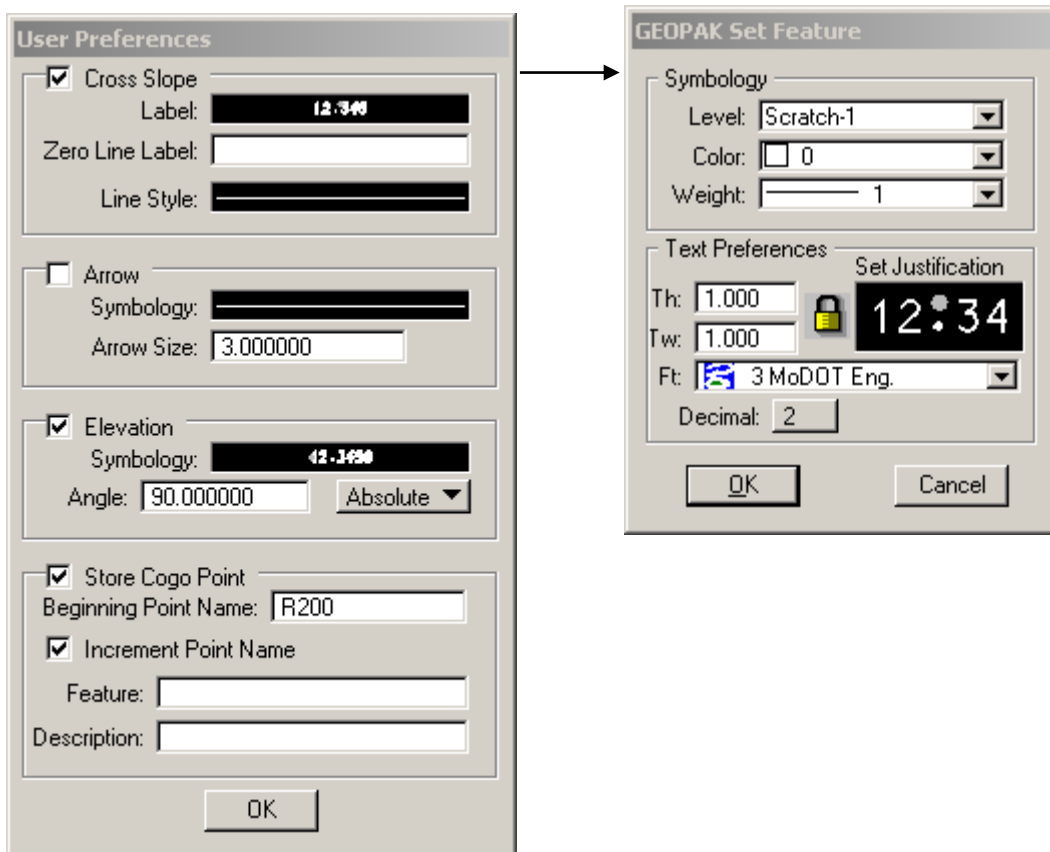 User Preferences
Cross Slope
Label: 12.345
Zero Line Label:
Line Style:
Arrow
Symbology:
Arrow Size: 3.000000
Elevation
Symbology:
Angle: 90.000000 Absolute
Store Cogo Point
Beginning Point Name: R200
Increment Point Name
Feature:
Description:
OK
GEOPAK Set Feature
Symbology
Level: Scratch-1
Color: 0
Weight: 1
Text Preferences
Set Justification
Th: 1.000
12.34
Tw: 1.000
Ft: 3 MoDOT Eng.
Decimal: 2
OK Cancel